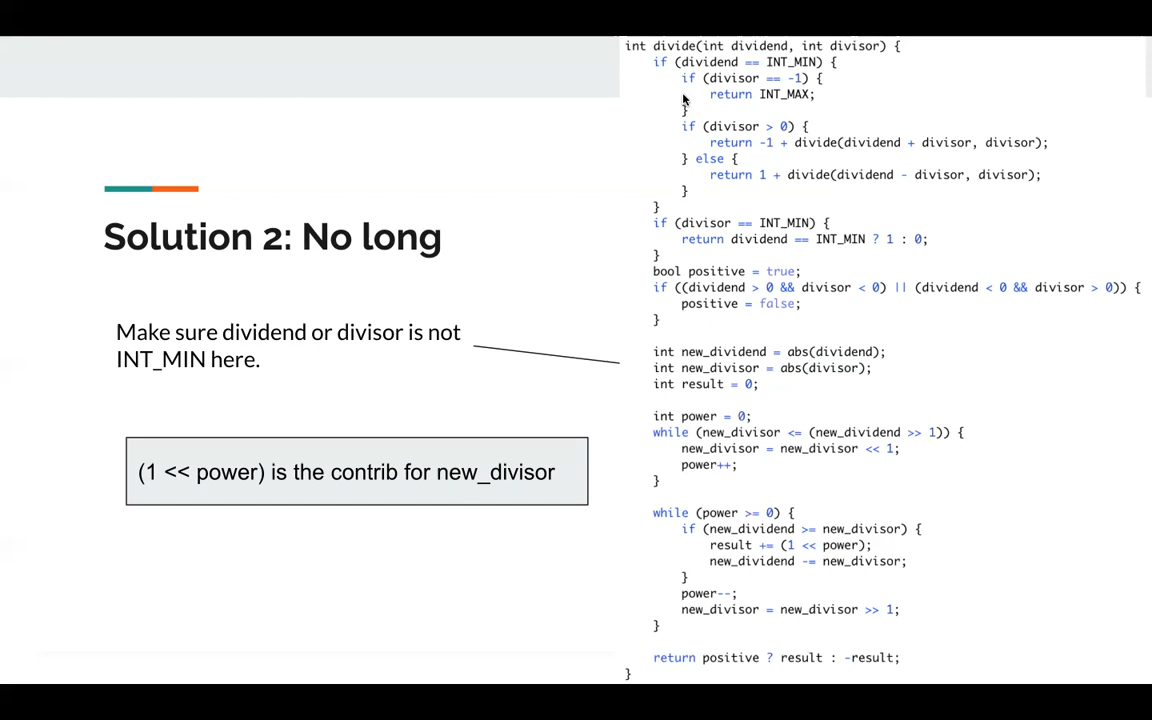 Solution 2: No long
Make sure dividend or divisor is not
INT_MIN here.
(1 << power) is the contrib for new_divisor
int divide(int dividend, int divisor) {
    if (dividend == INT_MIN) {
        if (divisor == -1) {
            return INT_MAX;
        }
        if (divisor > 0) {
            return -1 + divide(dividend + divisor, divisor);
        } else {
            return 1 + divide(dividend - divisor, divisor);
        }
    }
    if (divisor == INT_MIN) {
        return dividend == INT_MIN ? 1 : 0;
    }
    bool positive = true;
    if ((dividend > 0 && divisor < 0) || (dividend < 0 && divisor > 0)) {
        positive = false;
    }
    int new_dividend = abs(dividend);
    int new_divisor = abs(divisor);
    int result = 0;
    int power = 0;
    while (new_divisor <= (new_dividend >> 1)) {
        new_divisor = new_divisor << 1;
        power++;
    }
    while (power >= 0) {
        if (new_dividend >= new_divisor) {
            result += (1 << power);
            new_dividend -= new_divisor;
        }
        power--;
        new_divisor = new_divisor >> 1;
    }
    return positive ? result : -result;
}